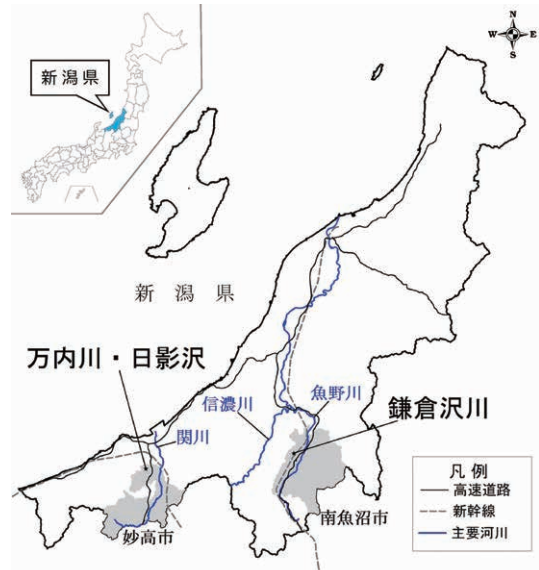 N
W E
S
新潟県
新 潟 県
万内川・日影沢
関川
信濃川
魚野川
鎌倉沢川
妙高市
南魚沼市
凡 例
高速道路
新幹線
主要河川